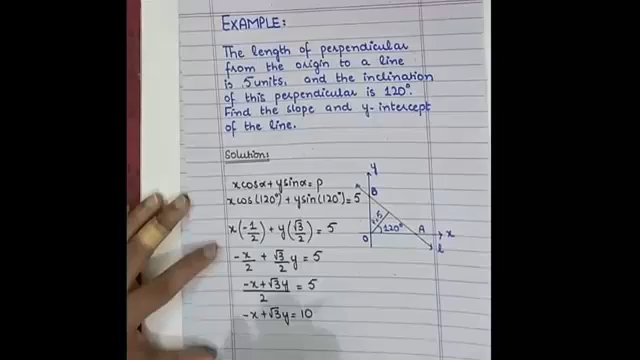 EXAMPLE:
The length of perpendicular
from the origin to a line
is 5units, and the inclination
of this perpendicular is 120°.
Find the slope and y-intercept
of the line.
Solution:
xcosα+ysinα=p
xcos(120°)+ysin(120°)=5
x(-1/2)+y(√3/2)=5
-x/2+√3/2 y=5
-x+√3y/2=5
-x+√3y=10
y
B
5
A
O
120°
x
l